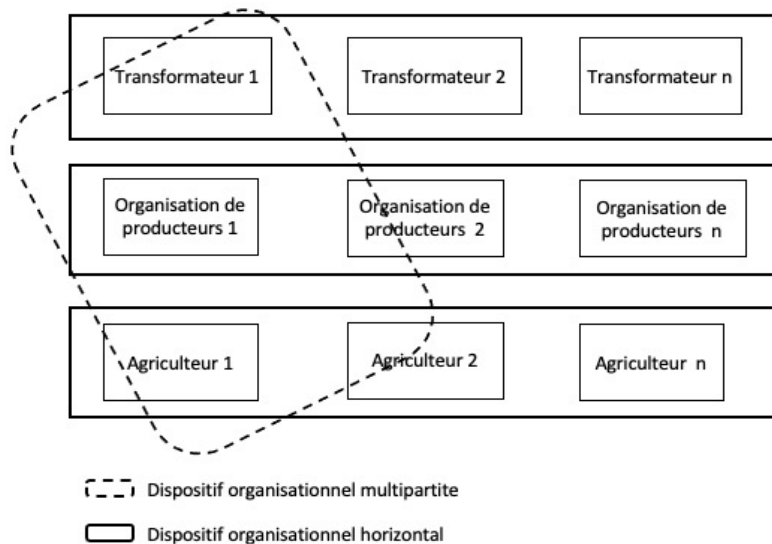 Transformateur 1
Transformateur 2
Transformateur n
Organisation de
producteurs 1
Organisation de
producteurs  2
Organisation de
producteurs  n
Agriculteur 1
Agriculteur 2
Agriculteur  n
Dispositif organisationnel multipartite
Dispositif organisationnel horizontal